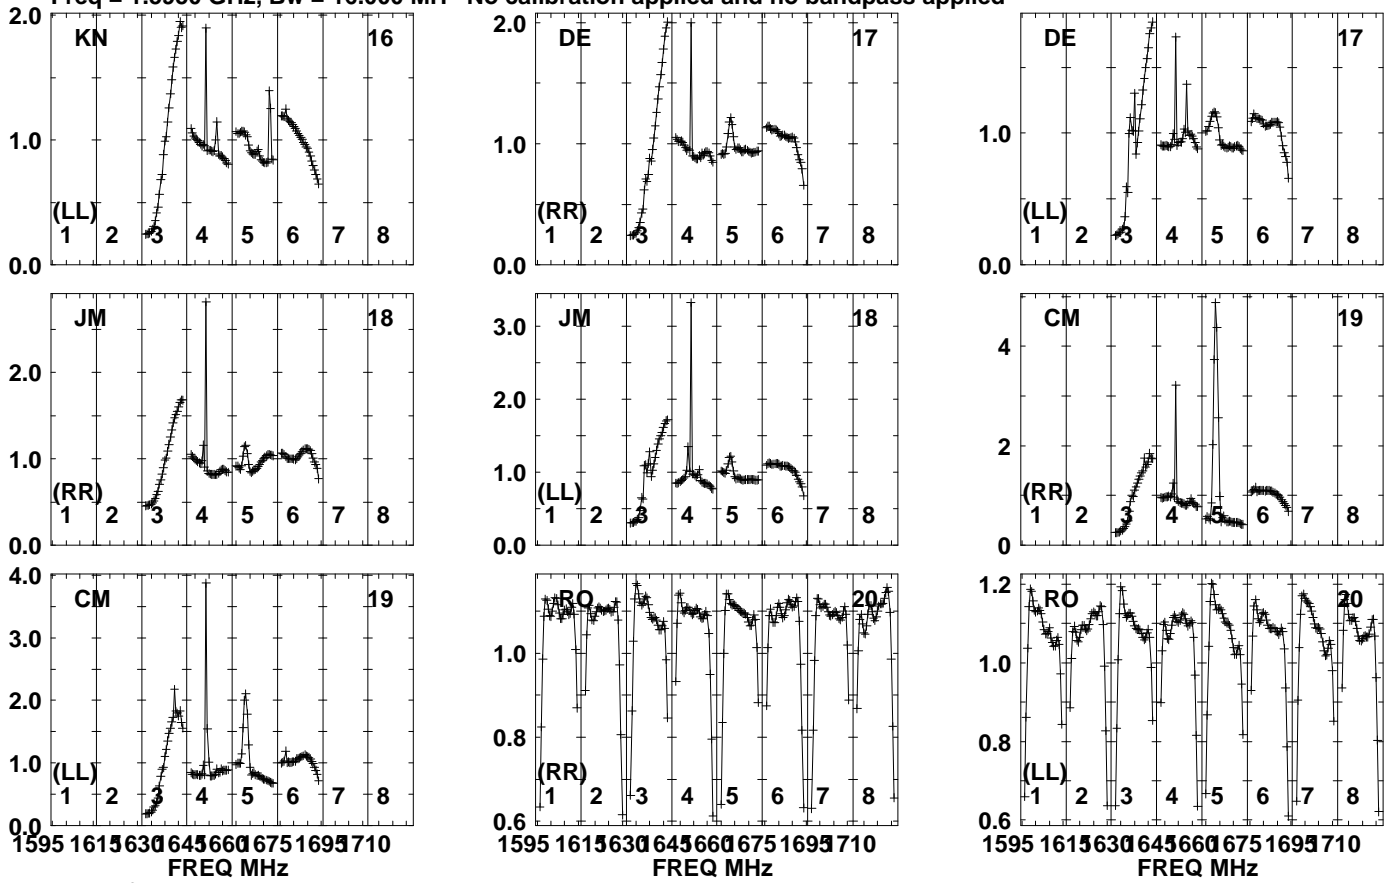 Freq = 1.5950 GHz, Bw = 16.000 MH No calibration applied and no bandpass applied
2.0 KN 16 2.0 DE 17 DE 17
1.0 1.0 1.0
(LL) (RR) (LL)
1 2 3 4 5 6 7 8 1 2 3 4 5 6 7 8 1 2 3 4 5 6 7 8
0.0 0.0 0.0
JM 18 JM 18 CM 19
2.0 3.0 4
1.0 2.0 2
1.0
(RR) (LL) (RR)
1 2 3 4 5 6 7 8 1 2 3 4 5 6 7 8 1 2 3 4 5 6 7 8
0.0 0.0 0
4.0 CM 19 RO 20 1.2 RO 20
3.0 1.0 1.0
2.0 0.8 0.8
1.0
(LL) (RR) (LL)
1 2 3 4 5 6 7 8 1 2 3 4 5 6 7 8 1 2 3 4 5 6 7 8
0.0 0.6 0.6
1595 1615 1630 1645 1660 1675 1695 1710 1595 1615 1630 1645 1660 1675 1695 1710 1595 1615 1630 1645 1660 1675 1695 1710
FREQ MHz FREQ MHz FREQ MHz